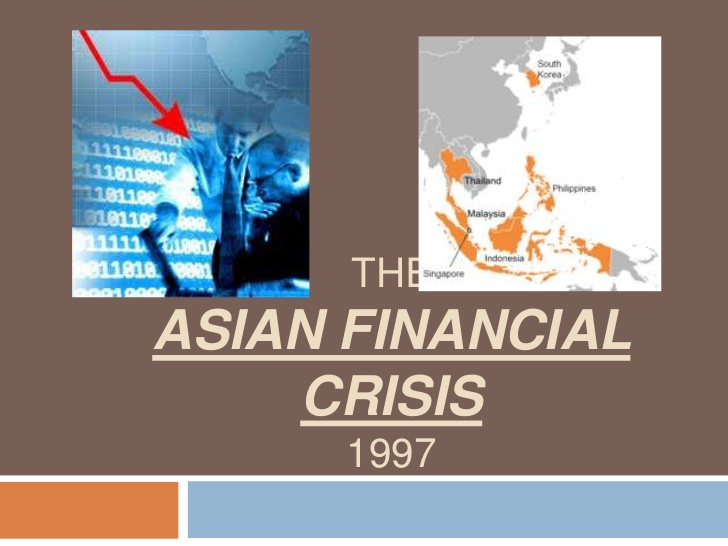 South
Korea
Thailand
Philippines
Malaysia
Indonesia
Singapore
THE
ASIAN FINANCIAL
CRISIS
1997